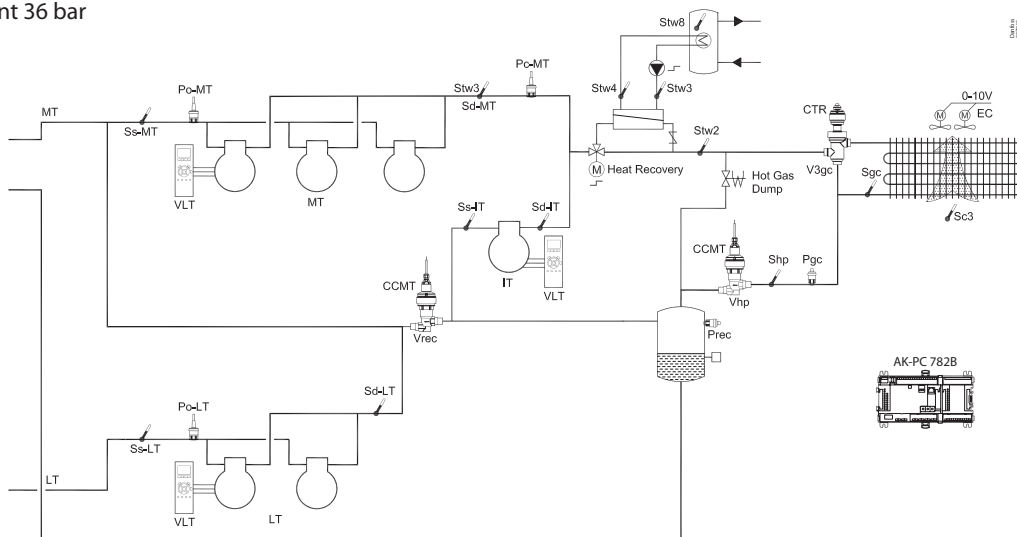 nt 36 bar
Stw8
Danfoss
Po-MT
Pc-MT
Stw4
Stw3
0-10V
M
M
EC
CTR
MT
Ss-MT
Stw3
Sd-MT
Stw2
M
Heat Recovery
V3gc
Sgc
Hot Gas
Dump
VLT
MT
Ss-IT
Sd-IT
Sc3
CCMT
CCMT
Shp
Pgc
IT
VLT
Vhp
Vrec
Prec
AK-PC 782B
Sd-LT
Po-LT
Ss-LT
LT
VLT
LT